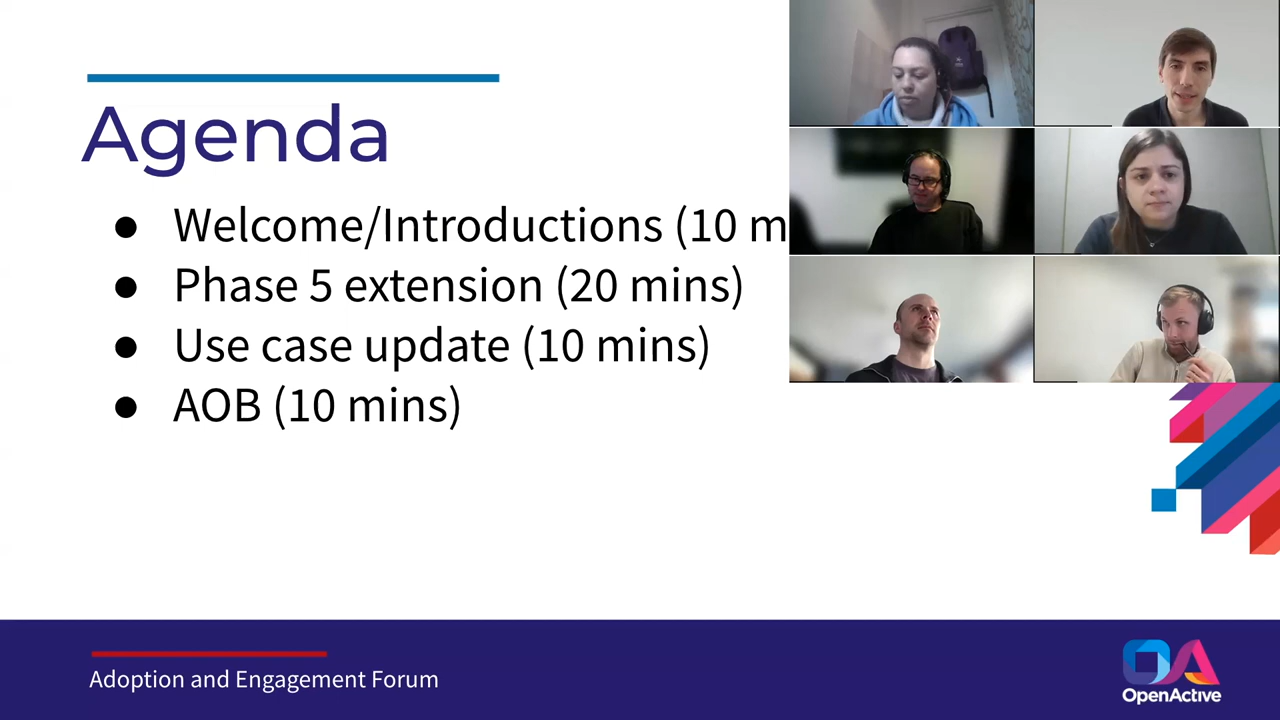 Agenda
● Welcome/Introductions (10 m
● Phase 5 extension (20 mins)
● Use case update (10 mins)
● AOB (10 mins)
Adoption and Engagement Forum
OA
OpenActive